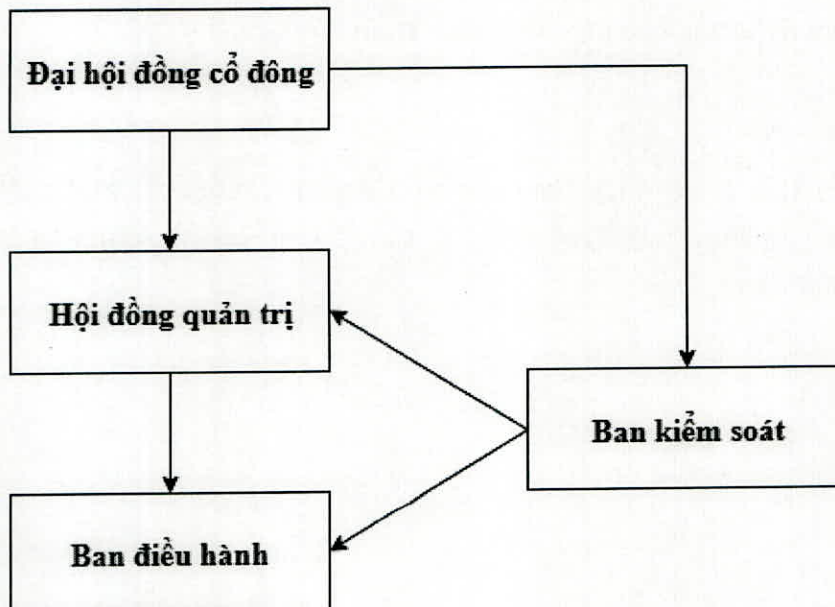 Đại hội đồng cổ đông
Hội đồng quản trị
Ban kiểm soát
Ban điều hành